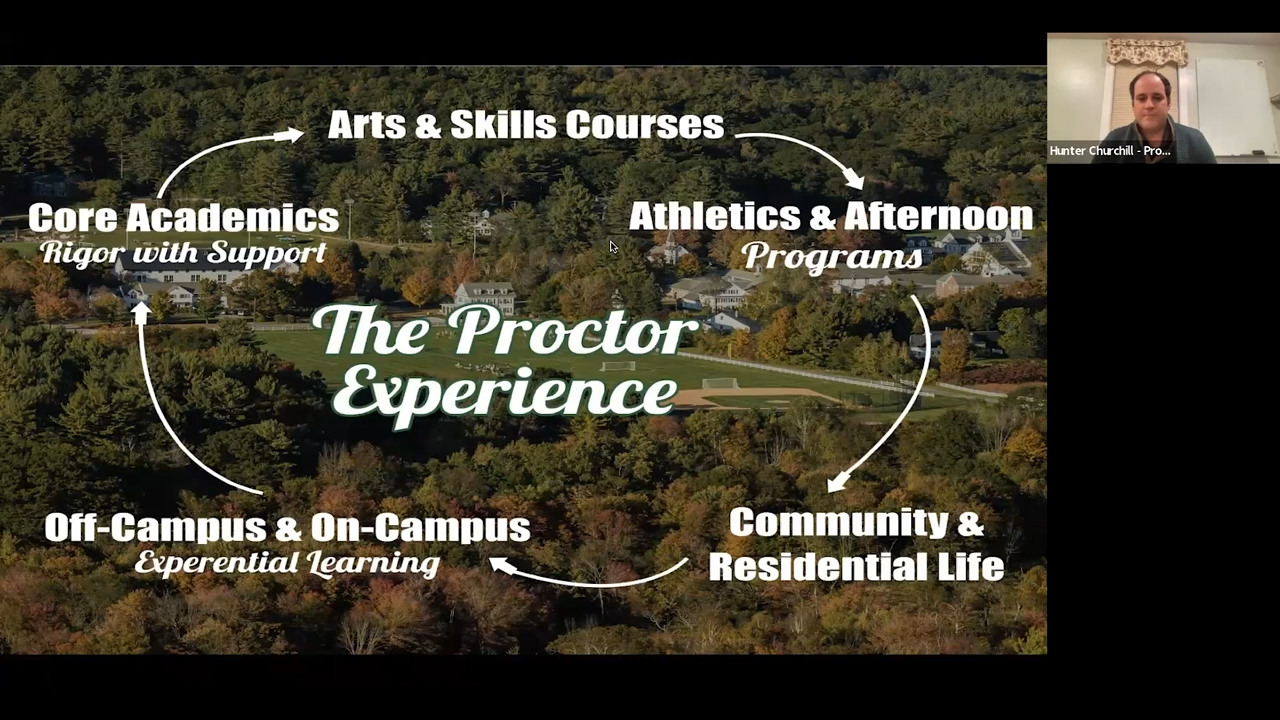 Arts & Skills Courses
Core Academics
Rigor with Support
Athletics & Afternoon
Programs
The Proctor
Experience
Off-Campus & On-Campus
Experential Learning
Community &
Residential Life
Hunter Churchill - Pro...